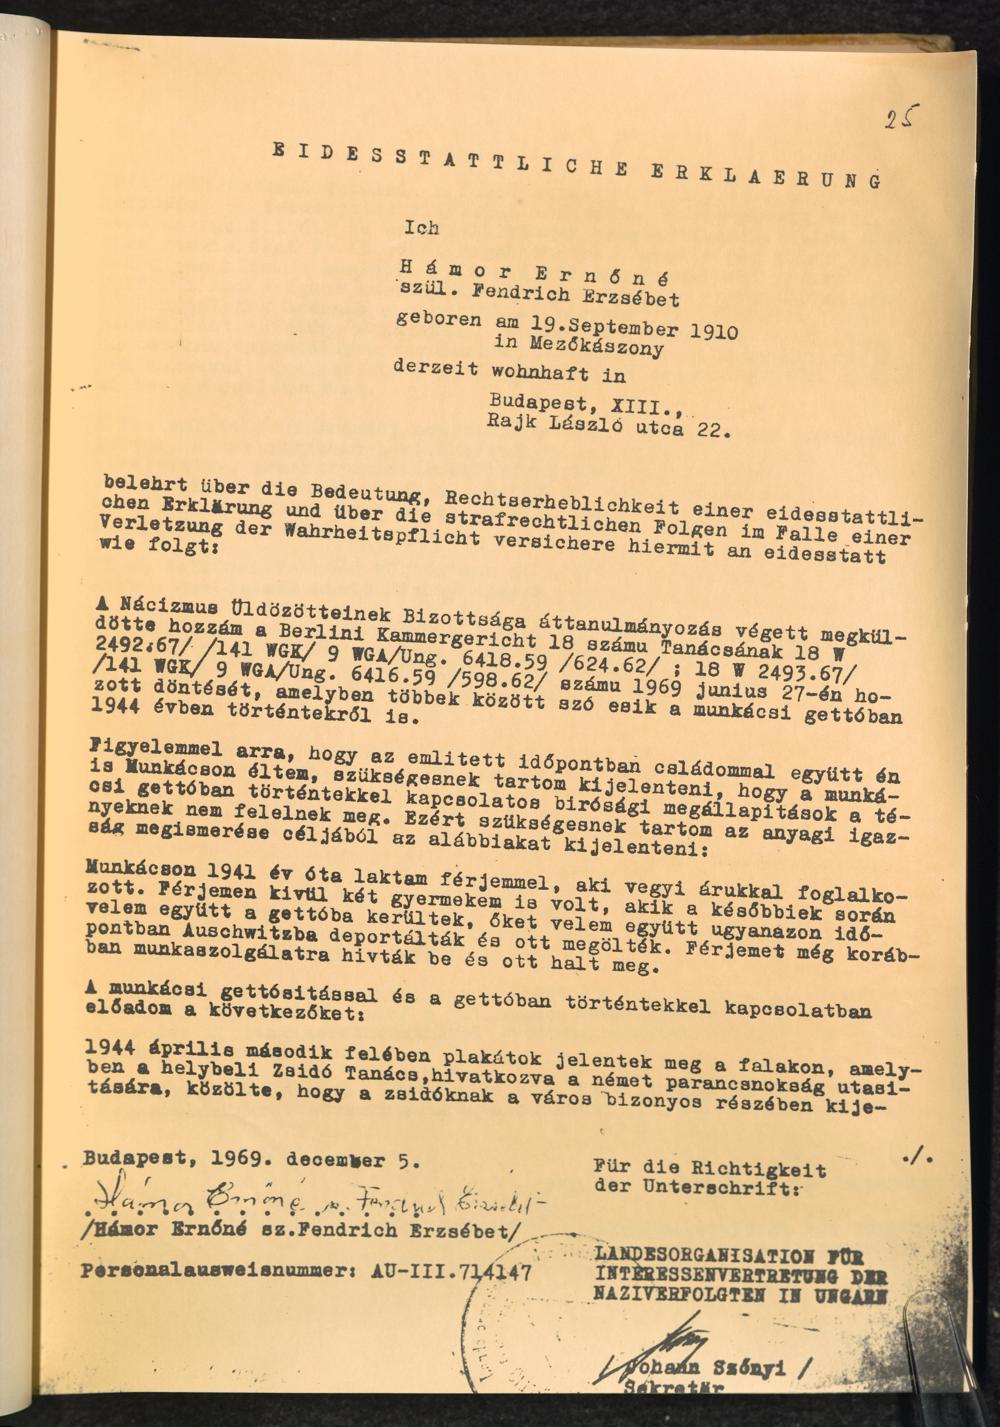 25
EIDESSTATTLICHE ERKLAERUNG
Ich
Hámor Ernőné
szül. Fendrich Erzsébet
geboren am 19.September 1910
in Mezőkászony
derzeit wohnhaft in
Budapest, XIII.,
Rajk László utca 22.
belehrt über die Bedeutung, Rechtserheblichkeit einer eidesstattli-
chen Erklärung und über die strafrechtlichen Folgen im Falle einer
Verletzung der Wahrheitspflicht versichere hiermit an eidesstatt
wie folgt:
A Nácizmus Üldözötteinek Bizottsága áttanulmányozás végett megkül-
dötte hozzám a Berlini Kammergericht 18 számu Tanácsának 18 W
2492.67/ /141 WGK/ 9 WGA/Ung. 6418.59 /624.62/ ; 18 W 2493.67/
/141 WGK/ 9 WGA/Ung. 6416.59 /598.62/ számu 1969 junius 27-én ho-
zott döntését, amelyben többek között szó esik a munkácsi gettóban
1944 évben történtekről is.
Figyelemmel arra, hogy az emlitett időpontban családommal együtt én
is Munkácson éltem, szükségesnek tartom kijelenteni, hogy a munká-
csi gettóban történtekkel kapcsolatos birósági megállapitások a té-
nyeknek nem felelnek meg. Ezért szükségesnek tartom az anyagi igaz-
ság megismerése céljából az alábbiakat kijelenteni:
Munkácson 1941 év óta laktam férjemmel, aki vegyi árukkal foglalko-
zott. Férjemen kivül két gyermekem is volt, akik a későbbiek során
velem együtt a gettóba kerültek, őket velem együtt ugyanazon idő-
pontban Auschwitzba deportálták és ott megölték. Férjemet még koráb-
ban munkaszolgálatra hivták be és ott halt meg.
A munkácsi gettósitással és a gettóban történtekkel kapcsolatban
előadom a következőket:
1944 április második felében plakátok jelentek meg a falakon, amely-
ben a helybeli Zsidó Tanács,hivatkozva a német parancsnokság utasi-
tására, közölte, hogy a zsidóknak a város bizonyos részében kije-
./.
Budapest, 1969. december 5.
Für die Richtigkeit
der Unterschrift:
Hámor Ernőné
/Hámor Ernőné sz.Fendrich Erzsébet/
Personalausweisnummer: AU-III.714147
LANDESORGANISATION FÜR
INTERESSENVERTRETUNG DER
NAZIVERFOLGTEN IN UNGARN
Johann Szőnyi /
Sekretär